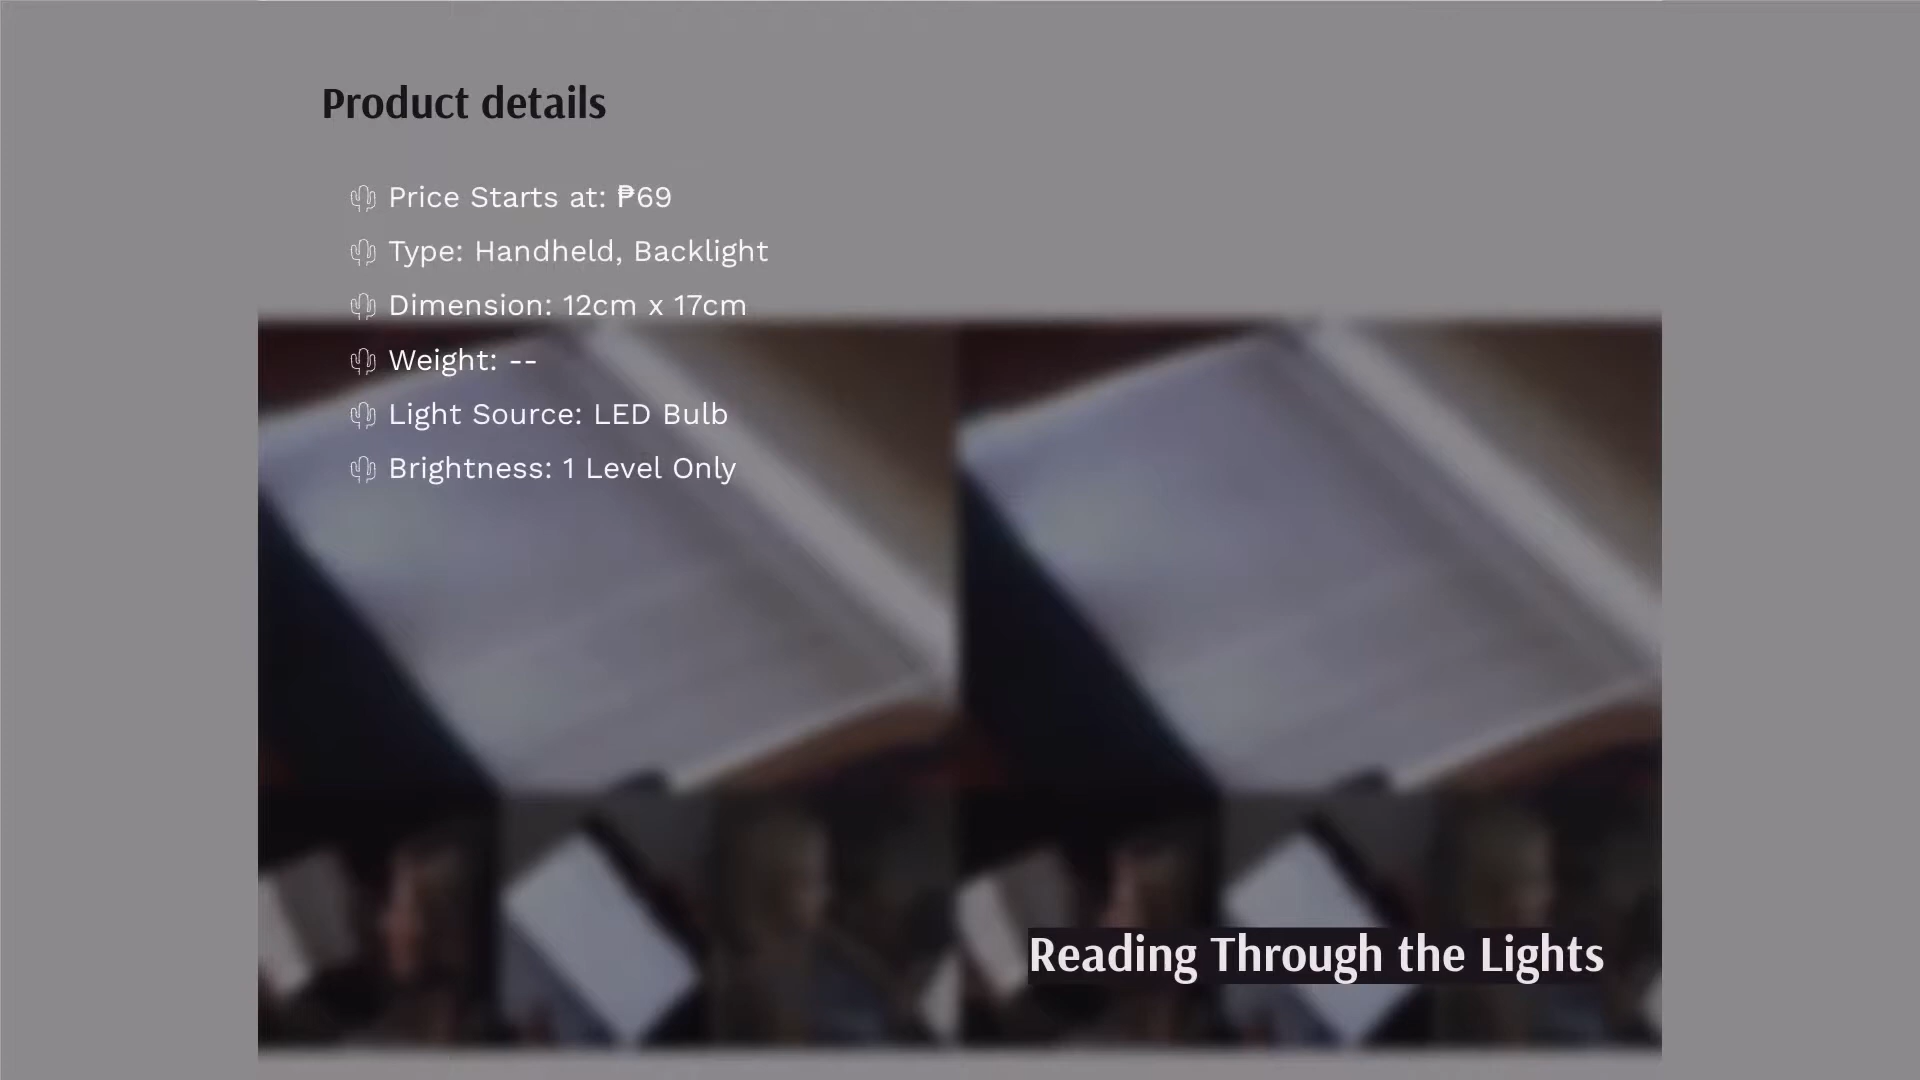 Product details
Price Starts at: ₱69
Type: Handheld, Backlight
Dimension: 12cm x 17cm
Weight: --
Light Source: LED Bulb
Brightness: 1 Level Only
Reading Through the Lights